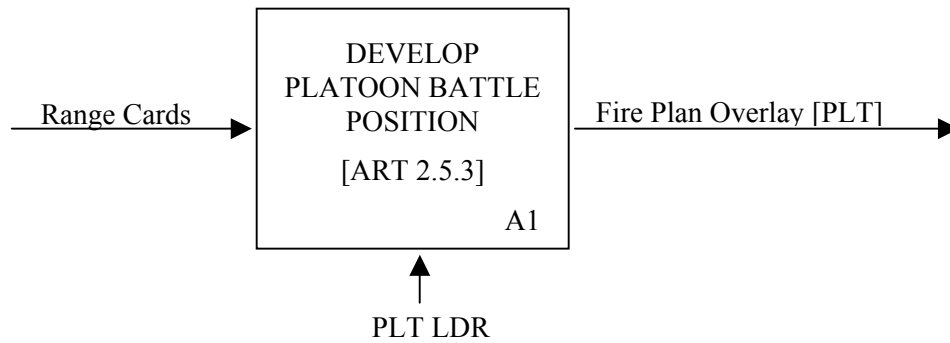 DEVELOP
PLATOON BATTLE
POSITION
[ART 2.5.3]
A1
Range Cards
Fire Plan Overlay [PLT]
PLT LDR